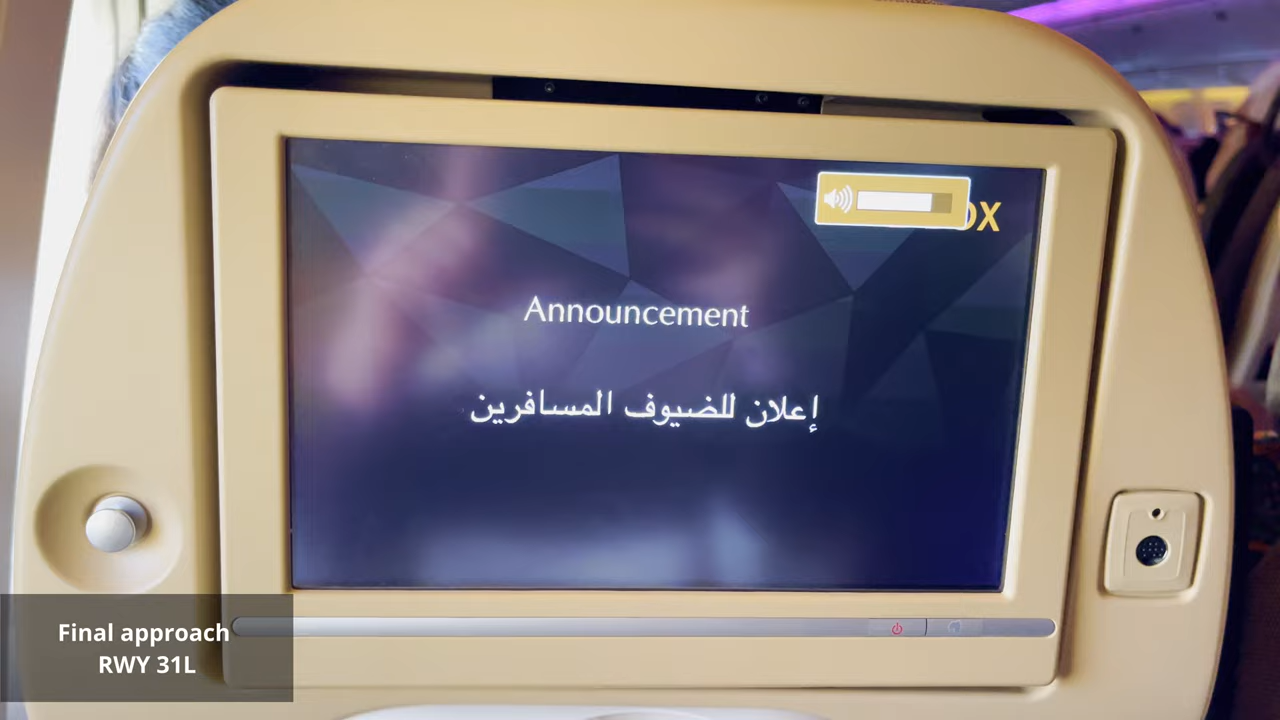 Announcement
إعلان للضيوف المسافرين
Final approach
RWY 31L